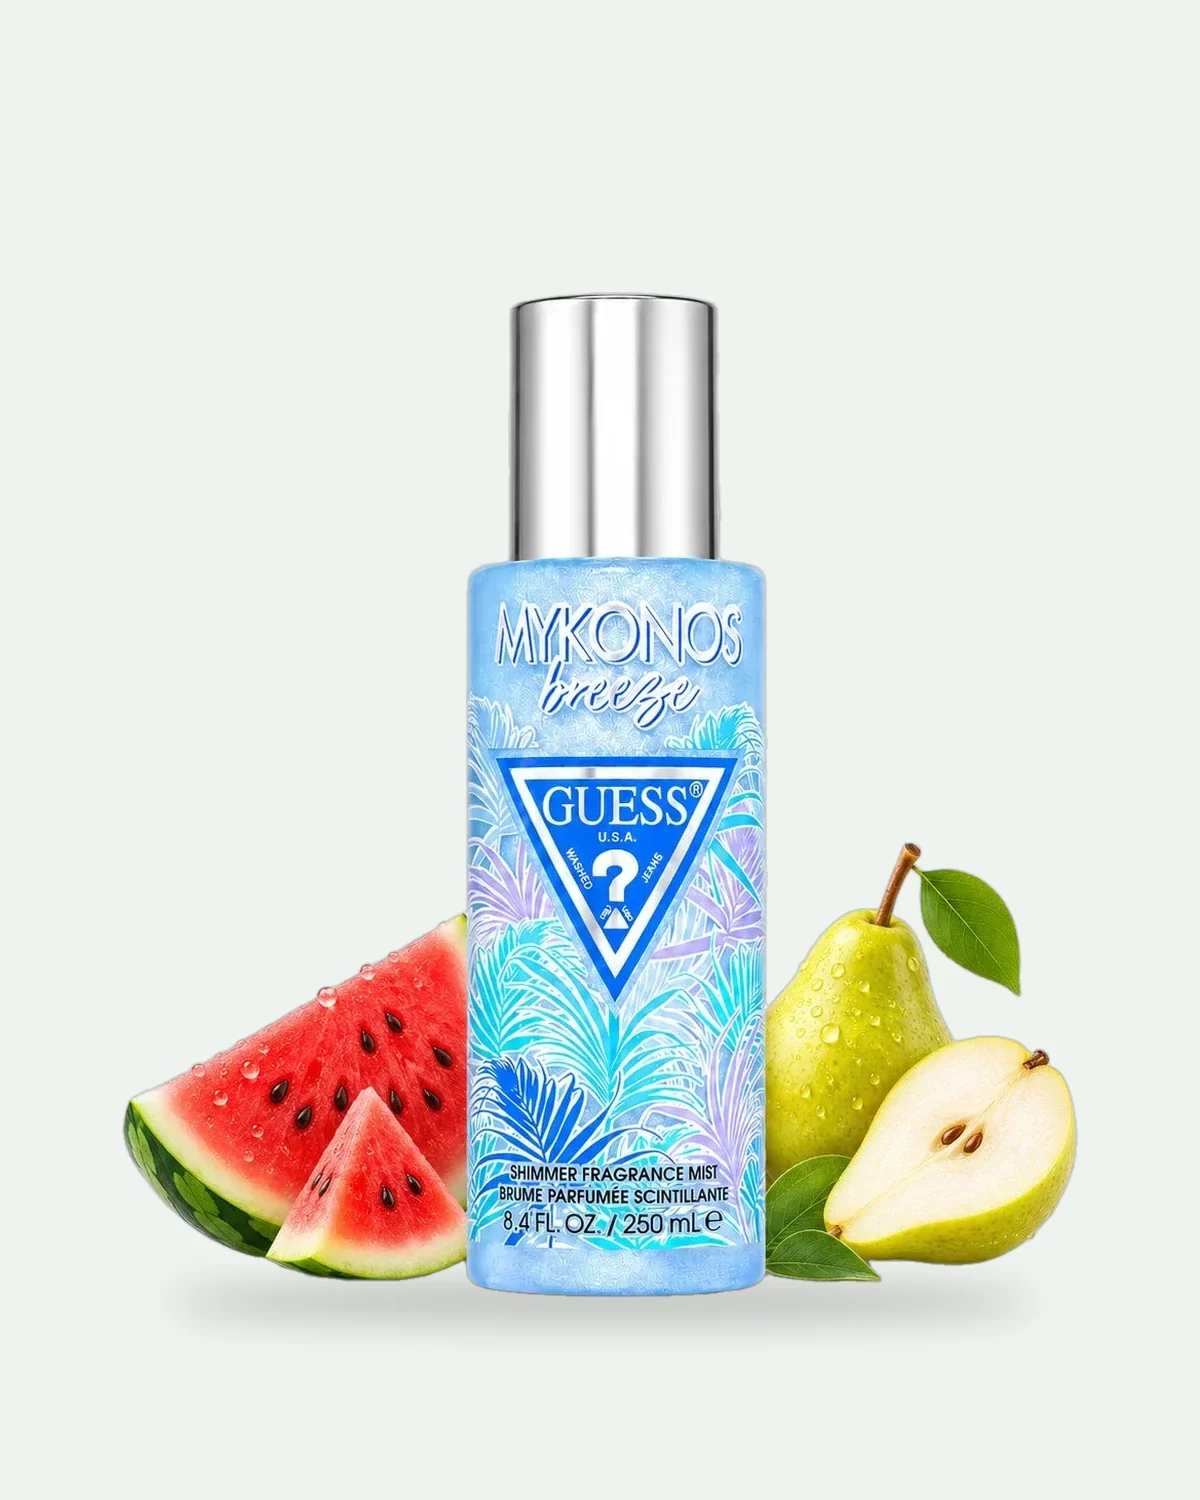 MYKONOS
breeze
GUESS®
U.S.A.
WASHED
?
JEANS
SHIMMER FRAGRANCE MIST
BRUME PARFUMÉE SCINTILLANTE
8.4 FL. OZ. / 250 mL ℮